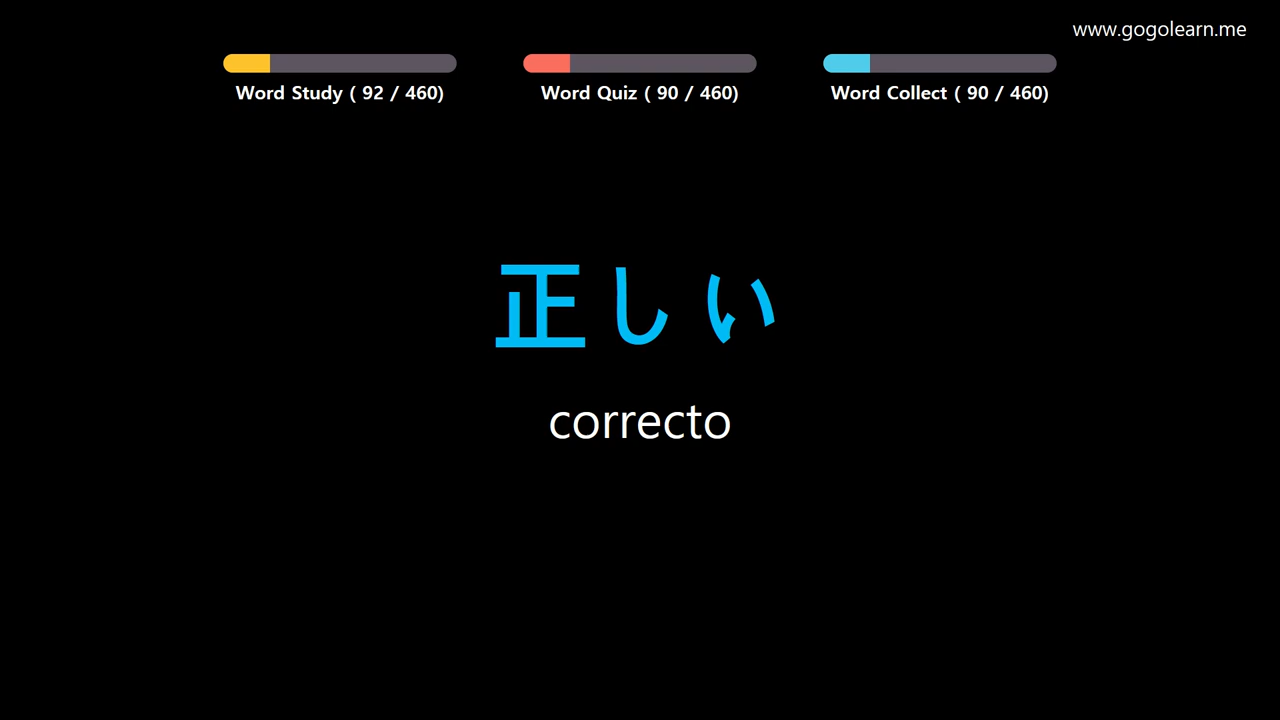 www.gogolearn.me
Word Study ( 92 / 460)
Word Quiz ( 90 / 460)
Word Collect ( 90 / 460)
正しい
correcto